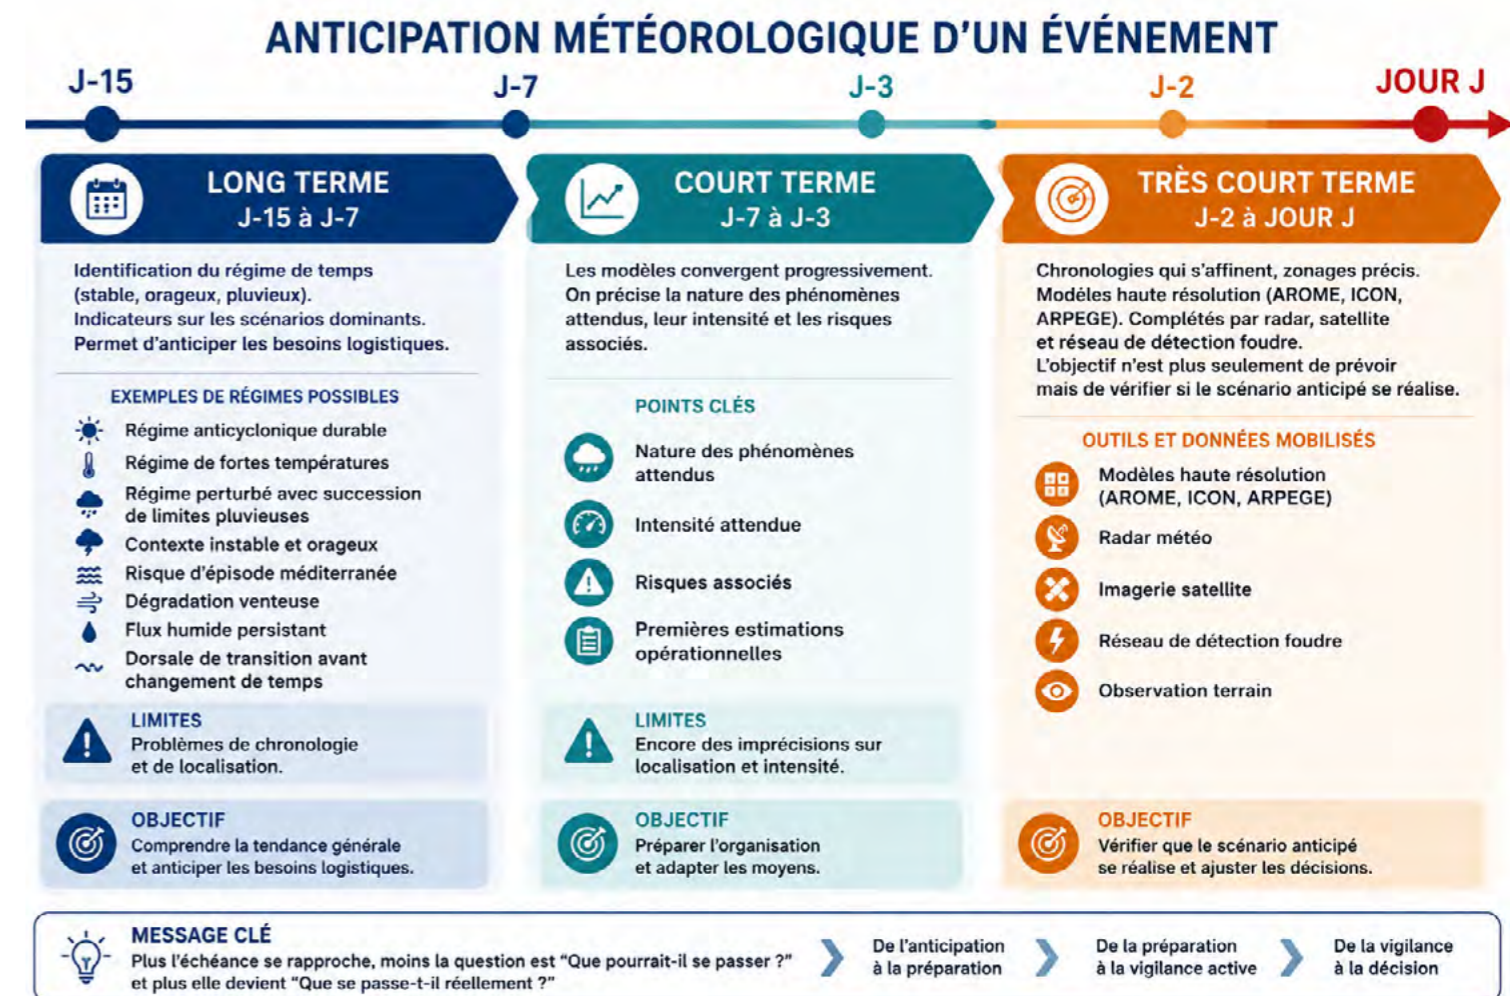 ANTICIPATION MÉTÉOROLOGIQUE D'UN ÉVÉNEMENT
J-15
J-7
J-3
J-2
JOUR J
LONG TERME
J-15 à J-7
Identification du régime de temps
(stable, orageux, pluvieux).
Indicateurs sur les scénarios dominants.
Permet d'anticiper les besoins logistiques.
EXEMPLES DE RÉGIMES POSSIBLES
Régime anticyclonique durable
Régime de fortes températures
Régime perturbé avec succession
de limites pluvieuses
Contexte instable et orageux
Risque d'épisode méditerranée
Dégradation venteuse
Flux humide persistant
Dorsale de transition avant
changement de temps
LIMITES
Problèmes de chronologie
et de localisation.
OBJECTIF
Comprendre la tendance générale
et anticiper les besoins logistiques.
COURT TERME
J-7 à J-3
Les modèles convergent progressivement.
On précise la nature des phénomènes
attendus, leur intensité et les risques
associés.
POINTS CLÉS
Nature des phénomènes
attendus
Intensité attendue
Risques associés
Premières estimations
opérationnelles
LIMITES
Encore des imprécisions sur
localisation et intensité.
OBJECTIF
Préparer l'organisation
et adapter les moyens.
TRÈS COURT TERME
J-2 à JOUR J
Chronologies qui s'affinent, zonages précis.
Modèles haute résolution (AROME, ICON,
ARPEGE). Complétés par radar, satellite
et réseau de détection foudre.
L'objectif n'est plus seulement de prévoir
mais de vérifier si le scénario anticipé se réalise.
OUTILS ET DONNÉES MOBILISÉS
Modèles haute résolution
(AROME, ICON, ARPEGE)
Radar météo
Imagerie satellite
Réseau de détection foudre
Observation terrain
OBJECTIF
Vérifier que le scénario anticipé
se réalise et ajuster les décisions.
MESSAGE CLÉ
Plus l'échéance se rapproche, moins la question est "Que pourrait-il se passer ?"
et plus elle devient "Que se passe-t-il réellement ?"
De l'anticipation
à la préparation
De la préparation
à la vigilance active
De la vigilance
à la décision